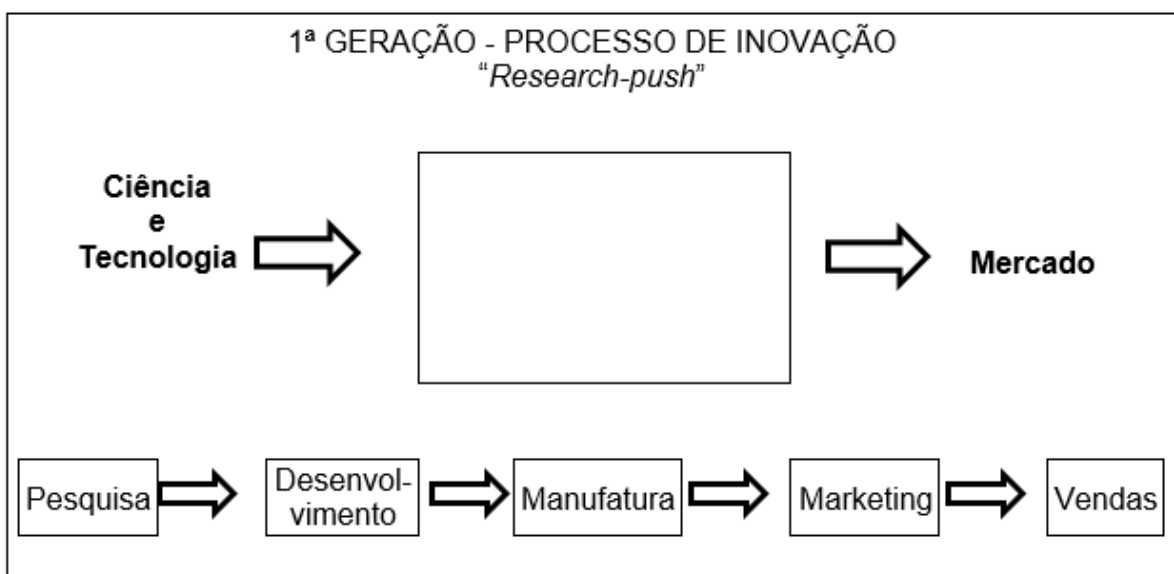 1ª GERAÇÃO - PROCESSO DE INOVAÇÃO
“Research-push”
Ciência
e
Tecnologia
Mercado
Pesquisa
Desenvol-
vimento
Manufatura
Marketing
Vendas